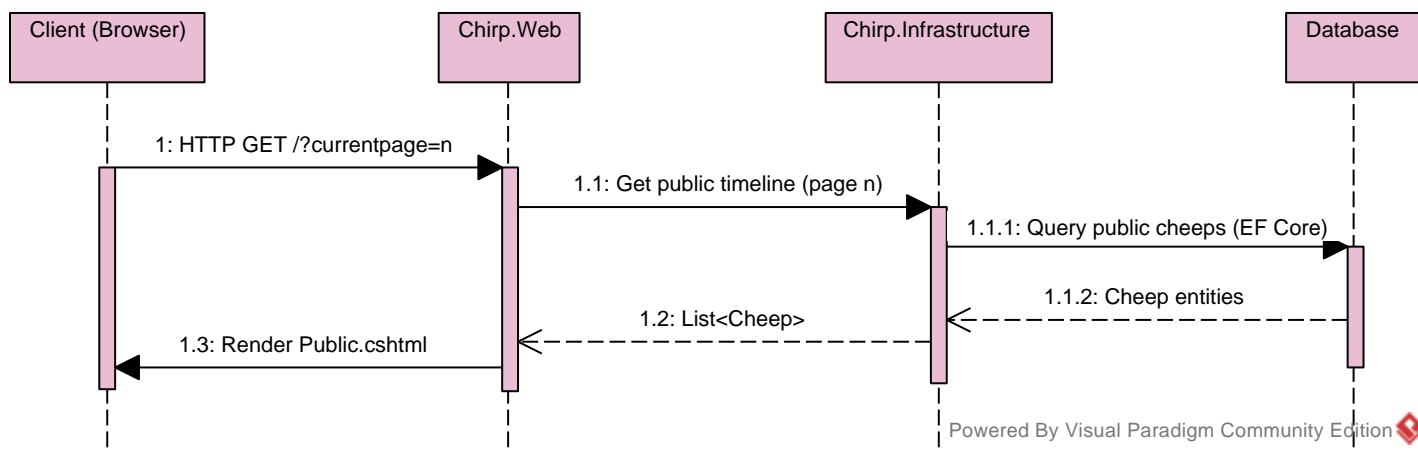 Client (Browser)
Chirp.Web
Chirp.Infrastructure
Database
1: HTTP GET /?currentpage=n
1.1: Get public timeline (page n)
1.1.1: Query public cheeps (EF Core)
1.1.2: Cheep entities
1.2: List<Cheep>
1.3: Render Public.cshtml
Powered By Visual Paradigm Community Edition